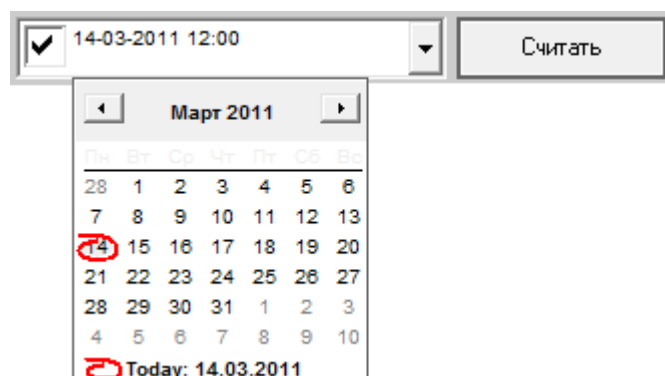 14-03-2011 12:00
Считать
Март 2011
Пн Вт Ср Чт Пт Сб Вс
28 1 2 3 4 5 6
7 8 9 10 11 12 13
14 15 16 17 18 19 20
21 22 23 24 25 26 27
28 29 30 31 1 2 3
4 5 6 7 8 9 10
Today: 14.03.2011